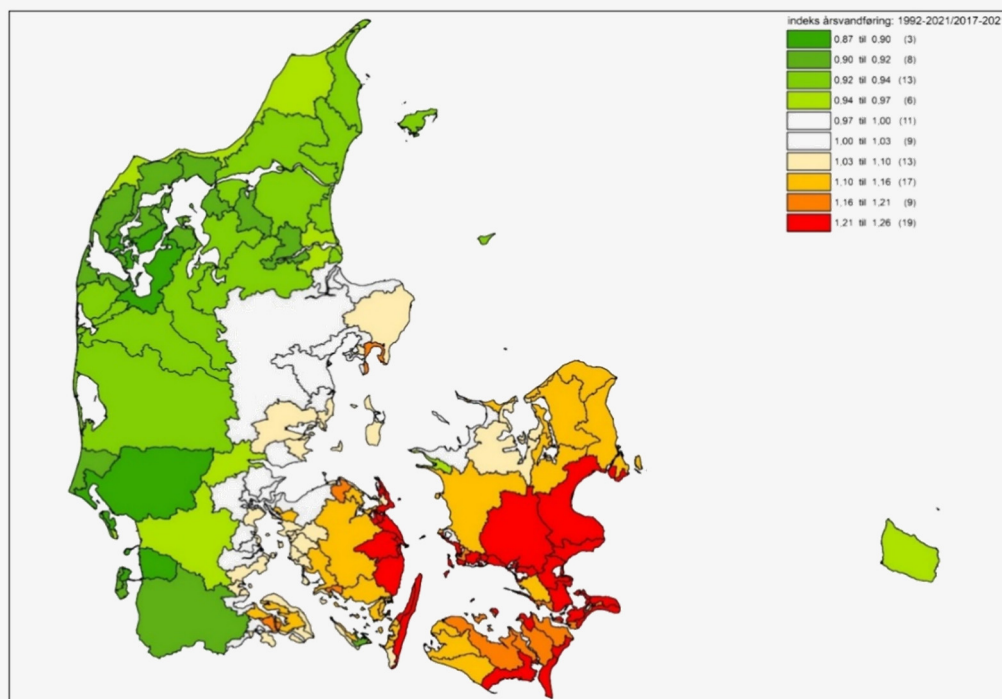 indeks årsvandføring: 1992-2021/2017-202
0,87 til 0,90 (3)
0,90 til 0,92 (8)
0,92 til 0,94 (13)
0,94 til 0,97 (6)
0,97 til 1,00 (11)
1,00 til 1,03 (9)
1,03 til 1,10 (13)
1,10 til 1,16 (17)
1,16 til 1,21 (9)
1,21 til 1,26 (19)